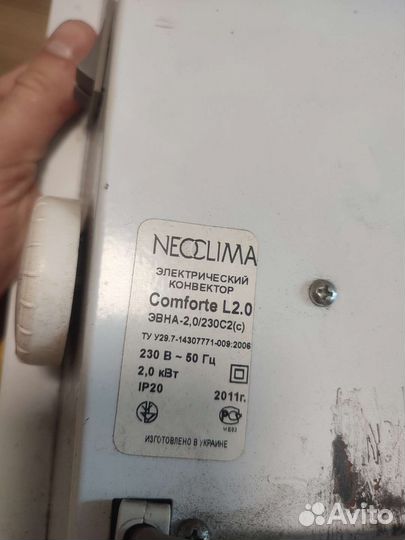 NEOCLIMA
ЭЛЕКТРИЧЕСКИЙ
КОНВЕКТОР
Comforte L2.0
ЭВНА-2,0/230С2(с)
ТУ У29.7-14307771-009:2006
230 В ~ 50 Гц
2,0 кВт
IP20
2011г.
ИЗГОТОВЛЕНО В УКРАИНЕ
Avito